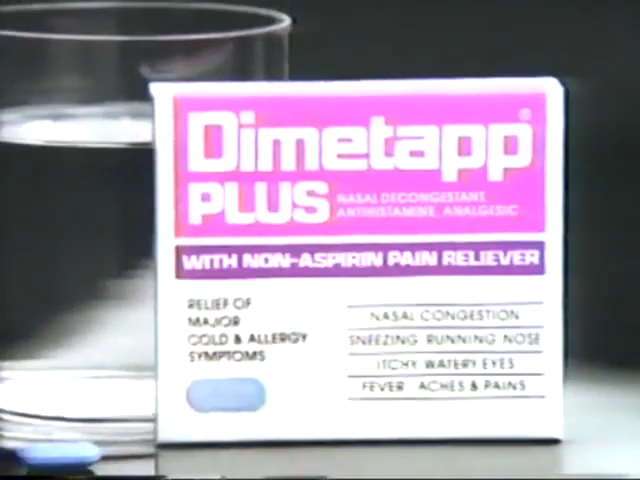 Dimetapp®
PLUS
NASAL DECONGESTANT,
ANTIHISTAMINE, ANALGESIC
WITH NON-ASPIRIN PAIN RELIEVER
RELIEF OF
MAJOR
COLD & ALLERGY
SYMPTOMS
NASAL CONGESTION
SNEEZING RUNNING NOSE
ITCHY WATERY EYES
FEVER ACHES & PAINS